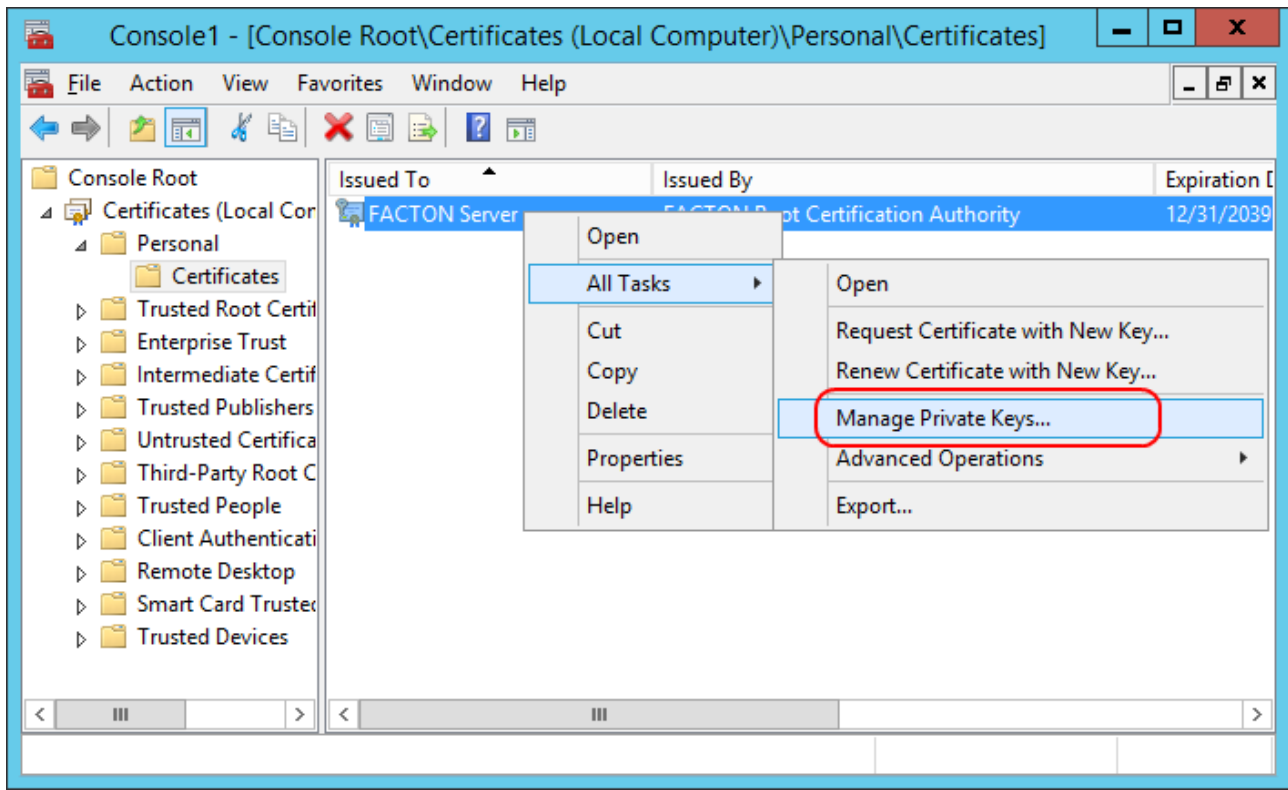 Console1 - [Console Root\Certificates (Local Computer)\Personal\Certificates]
File Action View Favorites Window Help
Console Root
Certificates (Local Cor
Personal
Certificates
Trusted Root Certif
Enterprise Trust
Intermediate Certif
Trusted Publishers
Untrusted Certifica
Third-Party Root C
Trusted People
Client Authenticati
Remote Desktop
Smart Card Trusted
Trusted Devices
Issued To Issued By Expiration D
FACTON Server FACTON R ot Certification Authority 12/31/2039
Open
All Tasks
Cut
Copy
Delete
Properties
Help
Open
Request Certificate with New Key...
Renew Certificate with New Key...
Manage Private Keys...
Advanced Operations
Export...